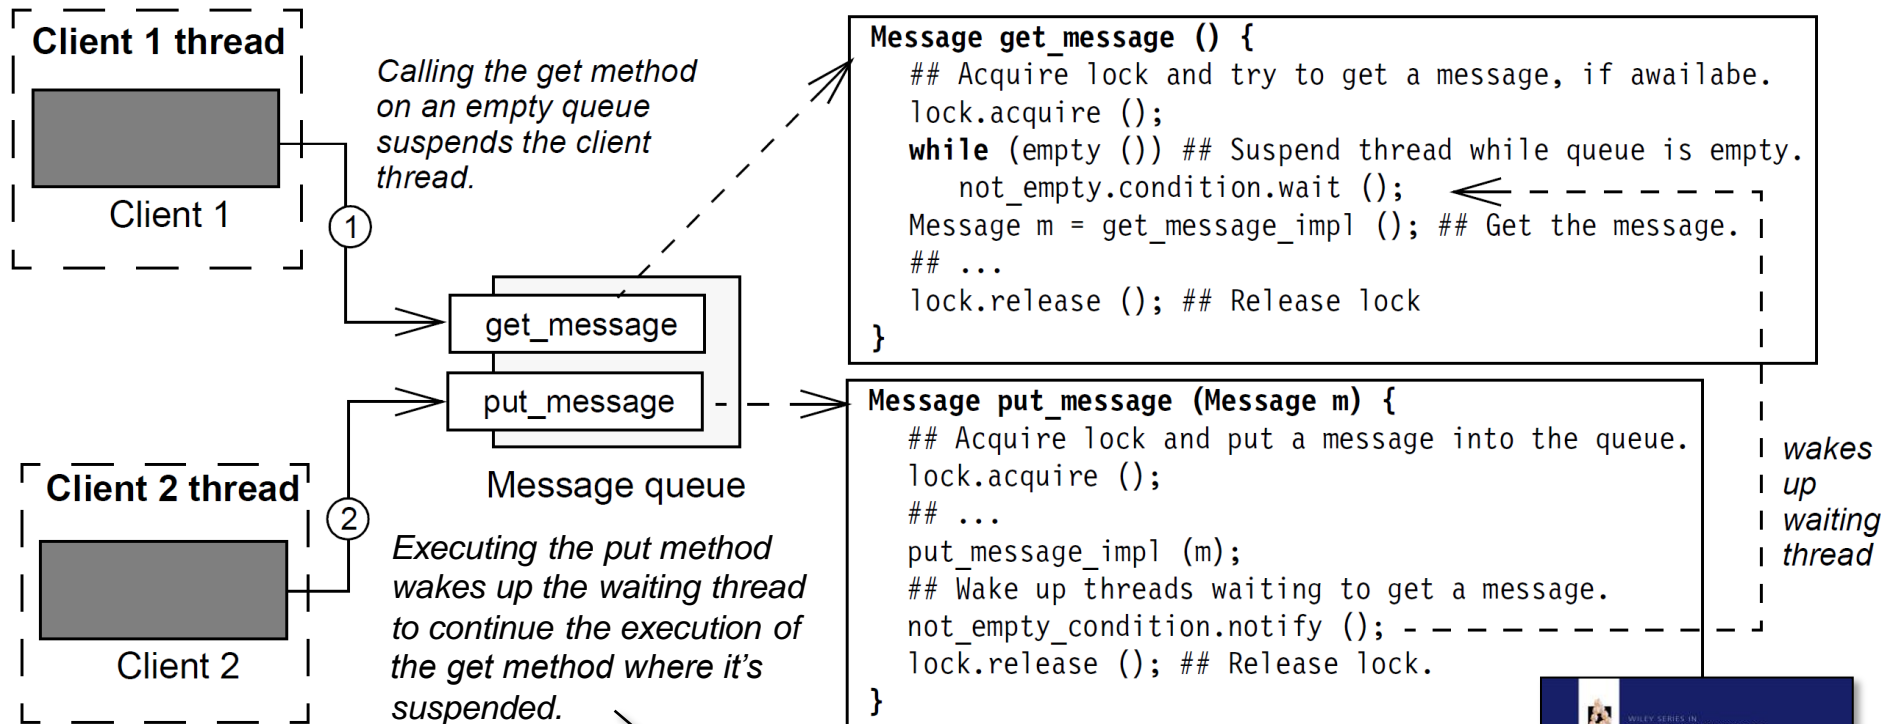 Client 1 thread
Client 1
Calling the get method
on an empty queue
suspends the client
thread.
1
get_message
put_message
Message queue
Client 2 thread
Client 2
2
Executing the put method
wakes up the waiting thread
to continue the execution of
the get method where it's
suspended.
Message get_message () {
## Acquire lock and try to get a message, if awailabe.
lock.acquire ();
while (empty ()) ## Suspend thread while queue is empty.
not_empty.condition.wait ();
Message m = get_message_impl (); ## Get the message.
## ...
lock.release (); ## Release lock
}
Message put_message (Message m) {
## Acquire lock and put a message into the queue.
lock.acquire ();
## ...
put_message_impl (m);
## Wake up threads waiting to get a message.
not_empty_condition.notify ();
lock.release (); ## Release lock.
}
wakes
up
waiting
thread
WILEY SERIES IN